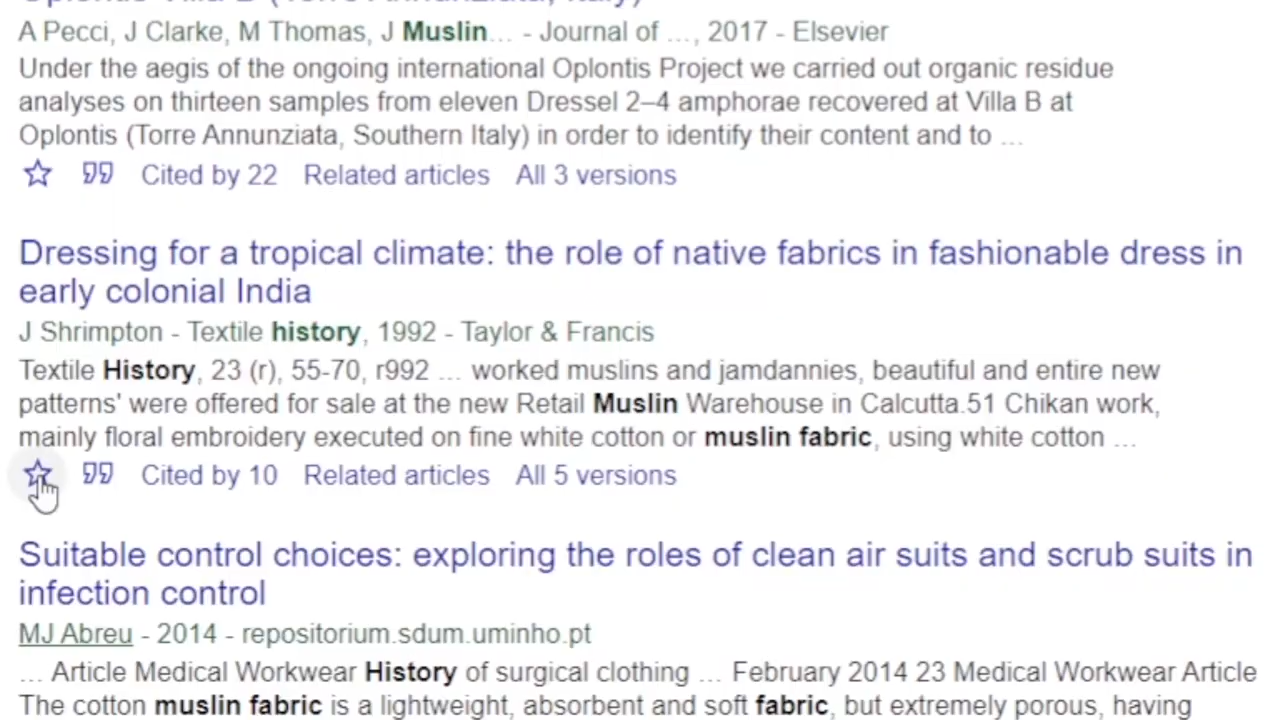 A Pecci, J Clarke, M Thomas, J Muslin… - Journal of …, 2017 - Elsevier
Under the aegis of the ongoing international Oplontis Project we carried out organic residue
analyses on thirteen samples from eleven Dressel 2–4 amphorae recovered at Villa B at
Oplontis (Torre Annunziata, Southern Italy) in order to identify their content and to …
Cited by 22 Related articles All 3 versions
Dressing for a tropical climate: the role of native fabrics in fashionable dress in
early colonial India
J Shrimpton - Textile history, 1992 - Taylor & Francis
Textile History, 23 (r), 55-70, r992 … worked muslins and jamdannies, beautiful and entire new
patterns' were offered for sale at the new Retail Muslin Warehouse in Calcutta.51 Chikan work,
mainly floral embroidery executed on fine white cotton or muslin fabric, using white cotton …
Cited by 10 Related articles All 5 versions
Suitable control choices: exploring the roles of clean air suits and scrub suits in
infection control
MJ Abreu - 2014 - repositorium.sdum.uminho.pt
… Article Medical Workwear History of surgical clothing … February 2014 23 Medical Workwear Article
The cotton muslin fabric is a lightweight, absorbent and soft fabric, but extremely porous, having